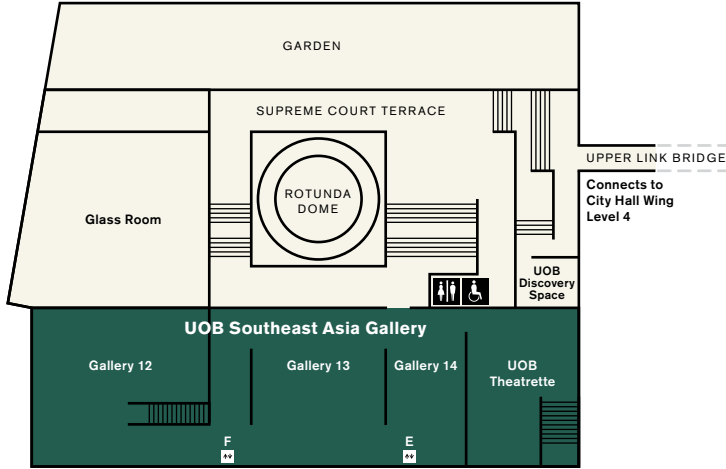 GARDEN
SUPREME COURT TERRACE
UPPER LINK BRIDGE
Connects to
City Hall Wing
Level 4
ROTUNDA
DOME
Glass Room
UOB
Discovery
Space
UOB Southeast Asia Gallery
Gallery 12
Gallery 13
Gallery 14
UOB
Theatrette
F
E